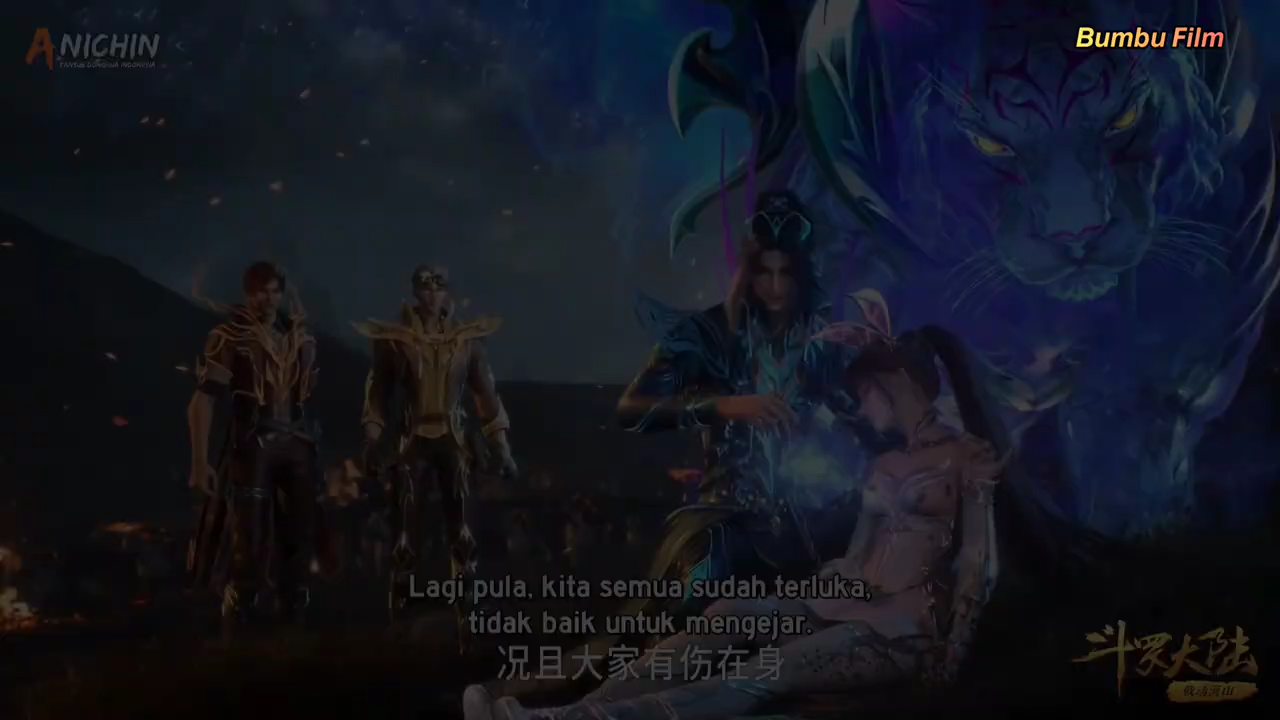 ANICHIN
Bumbu Film
Lagi pula, kita semua sudah terluka,
tidak baik untuk mengejar.
况且大家有伤在身
斗罗大陆